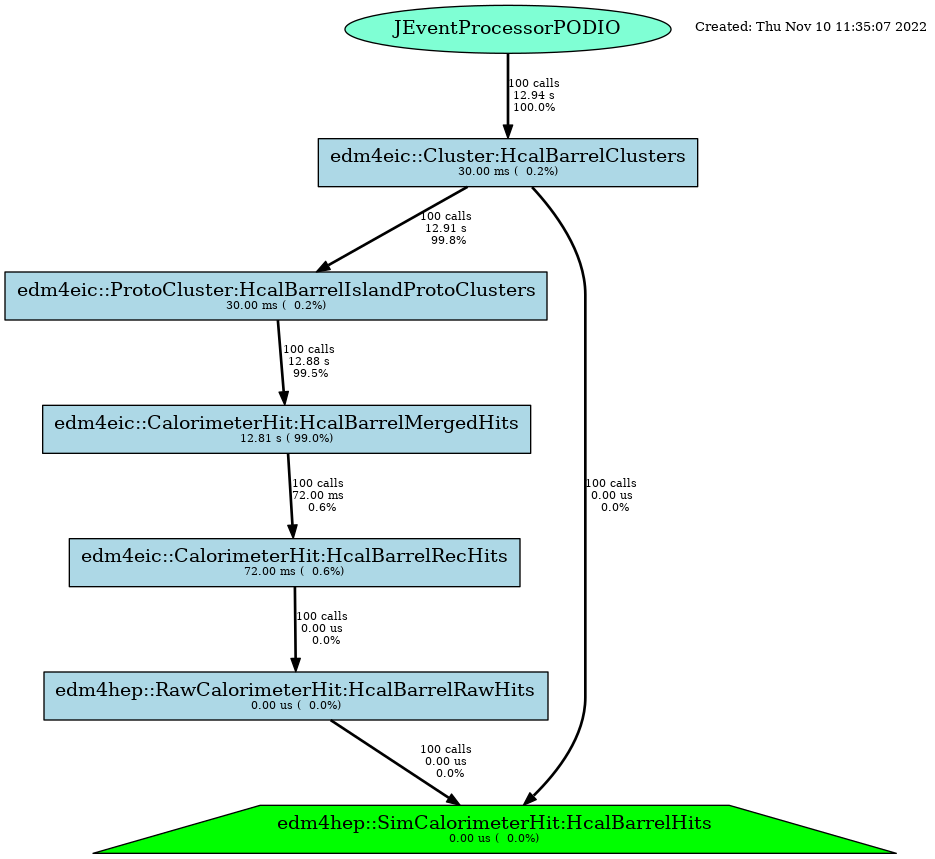 JEventProcessorPODIO
Created: Thu Nov 10 11:35:07 2022
100 calls
12.94 s
100.0%
edm4eic::Cluster:HcalBarrelClusters
30.00 ms (  0.2%)
100 calls
12.91 s
99.8%
edm4eic::ProtoCluster:HcalBarrelIslandProtoClusters
30.00 ms (  0.2%)
100 calls
12.88 s
99.5%
edm4eic::CalorimeterHit:HcalBarrelMergedHits
12.81 s ( 99.0%)
100 calls
72.00 ms
0.6%
100 calls
0.00 us
0.0%
edm4eic::CalorimeterHit:HcalBarrelRecHits
72.00 ms (  0.6%)
100 calls
0.00 us
0.0%
edm4hep::RawCalorimeterHit:HcalBarrelRawHits
0.00 us (  0.0%)
100 calls
0.00 us
0.0%
edm4hep::SimCalorimeterHit:HcalBarrelHits
0.00 us (  0.0%)